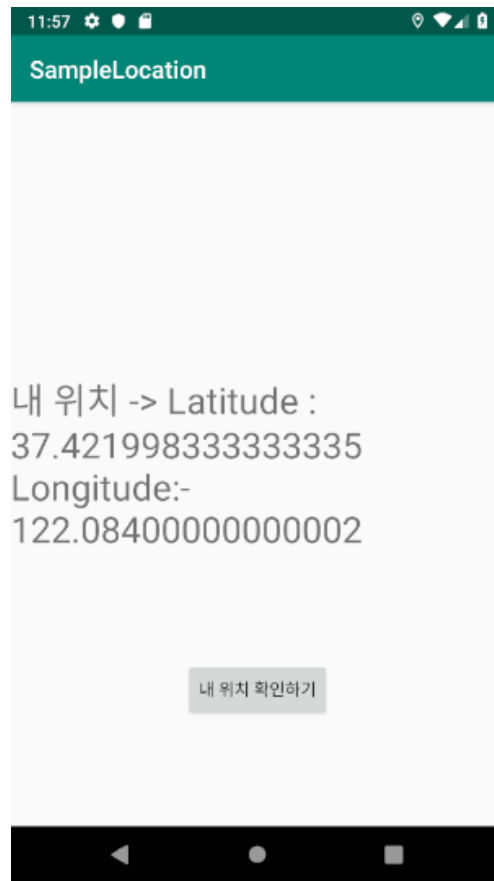 11:57
SampleLocation
내 위치 -> Latitude :
37.421998333333335
Longitude:-
122.08400000000002
내 위치 확인하기